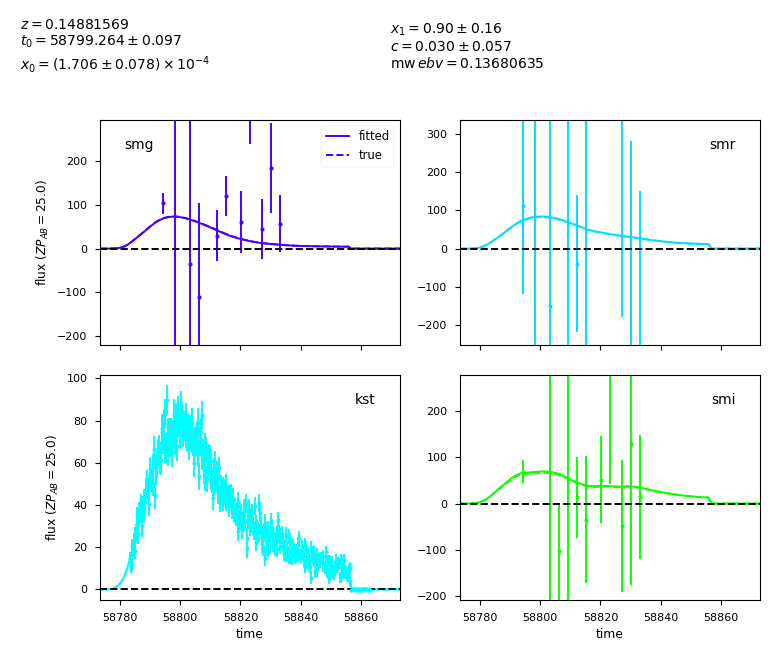 z = 0.14881569
t₀ = 58799.264 ± 0.097
x₀ = (1.706 ± 0.078) × 10⁻⁴
x₁ = 0.90 ± 0.16
c = 0.030 ± 0.057
mw ebv = 0.13680635
smg
fitted
true
200
100
0
−100
−200
flux (ZP_AB = 25.0)
smr
300
200
100
0
−100
−200
kst
100
80
60
40
20
0
flux (ZP_AB = 25.0)
58780 58800 58820 58840 58860
time
smi
200
100
0
−100
−200
58780 58800 58820 58840 58860
time